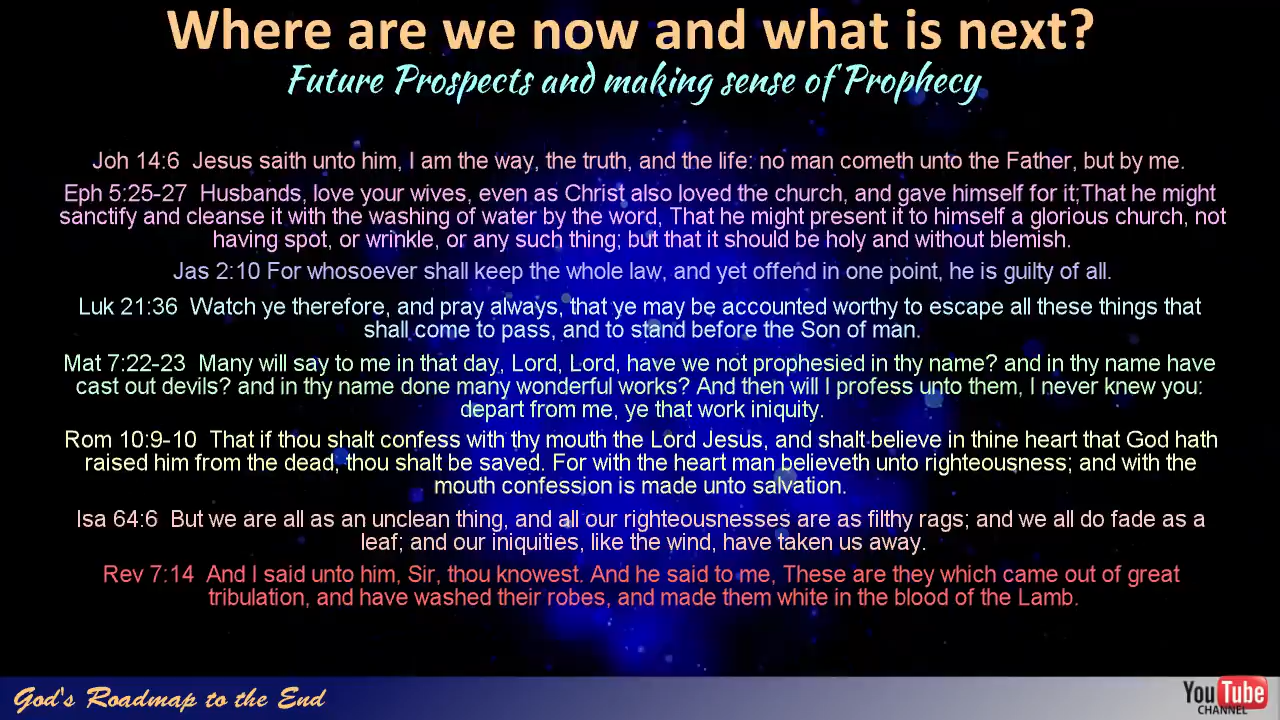 Where are we now and what is next?
Future Prospects and making sense of Prophecy
Joh 14:6  Jesus saith unto him, I am the way, the truth, and the life: no man cometh unto the Father, but by me.
Eph 5:25-27  Husbands, love your wives, even as Christ also loved the church, and gave himself for it;That he might
sanctify and cleanse it with the washing of water by the word, That he might present it to himself a glorious church, not
having spot, or wrinkle, or any such thing; but that it should be holy and without blemish.
Jas 2:10 For whosoever shall keep the whole law, and yet offend in one point, he is guilty of all.
Luk 21:36  Watch ye therefore, and pray always, that ye may be accounted worthy to escape all these things that
shall come to pass, and to stand before the Son of man.
Mat 7:22-23  Many will say to me in that day, Lord, Lord, have we not prophesied in thy name? and in thy name have
cast out devils? and in thy name done many wonderful works? And then will I profess unto them, I never knew you:
depart from me, ye that work iniquity.
Rom 10:9-10  That if thou shalt confess with thy mouth the Lord Jesus, and shalt believe in thine heart that God hath
raised him from the dead, thou shalt be saved. For with the heart man believeth unto righteousness; and with the
mouth confession is made unto salvation.
Isa 64:6  But we are all as an unclean thing, and all our righteousnesses are as filthy rags; and we all do fade as a
leaf; and our iniquities, like the wind, have taken us away.
Rev 7:14  And I said unto him, Sir, thou knowest. And he said to me, These are they which came out of great
tribulation, and have washed their robes, and made them white in the blood of the Lamb.
God's Roadmap to the End
YouTube
CHANNEL